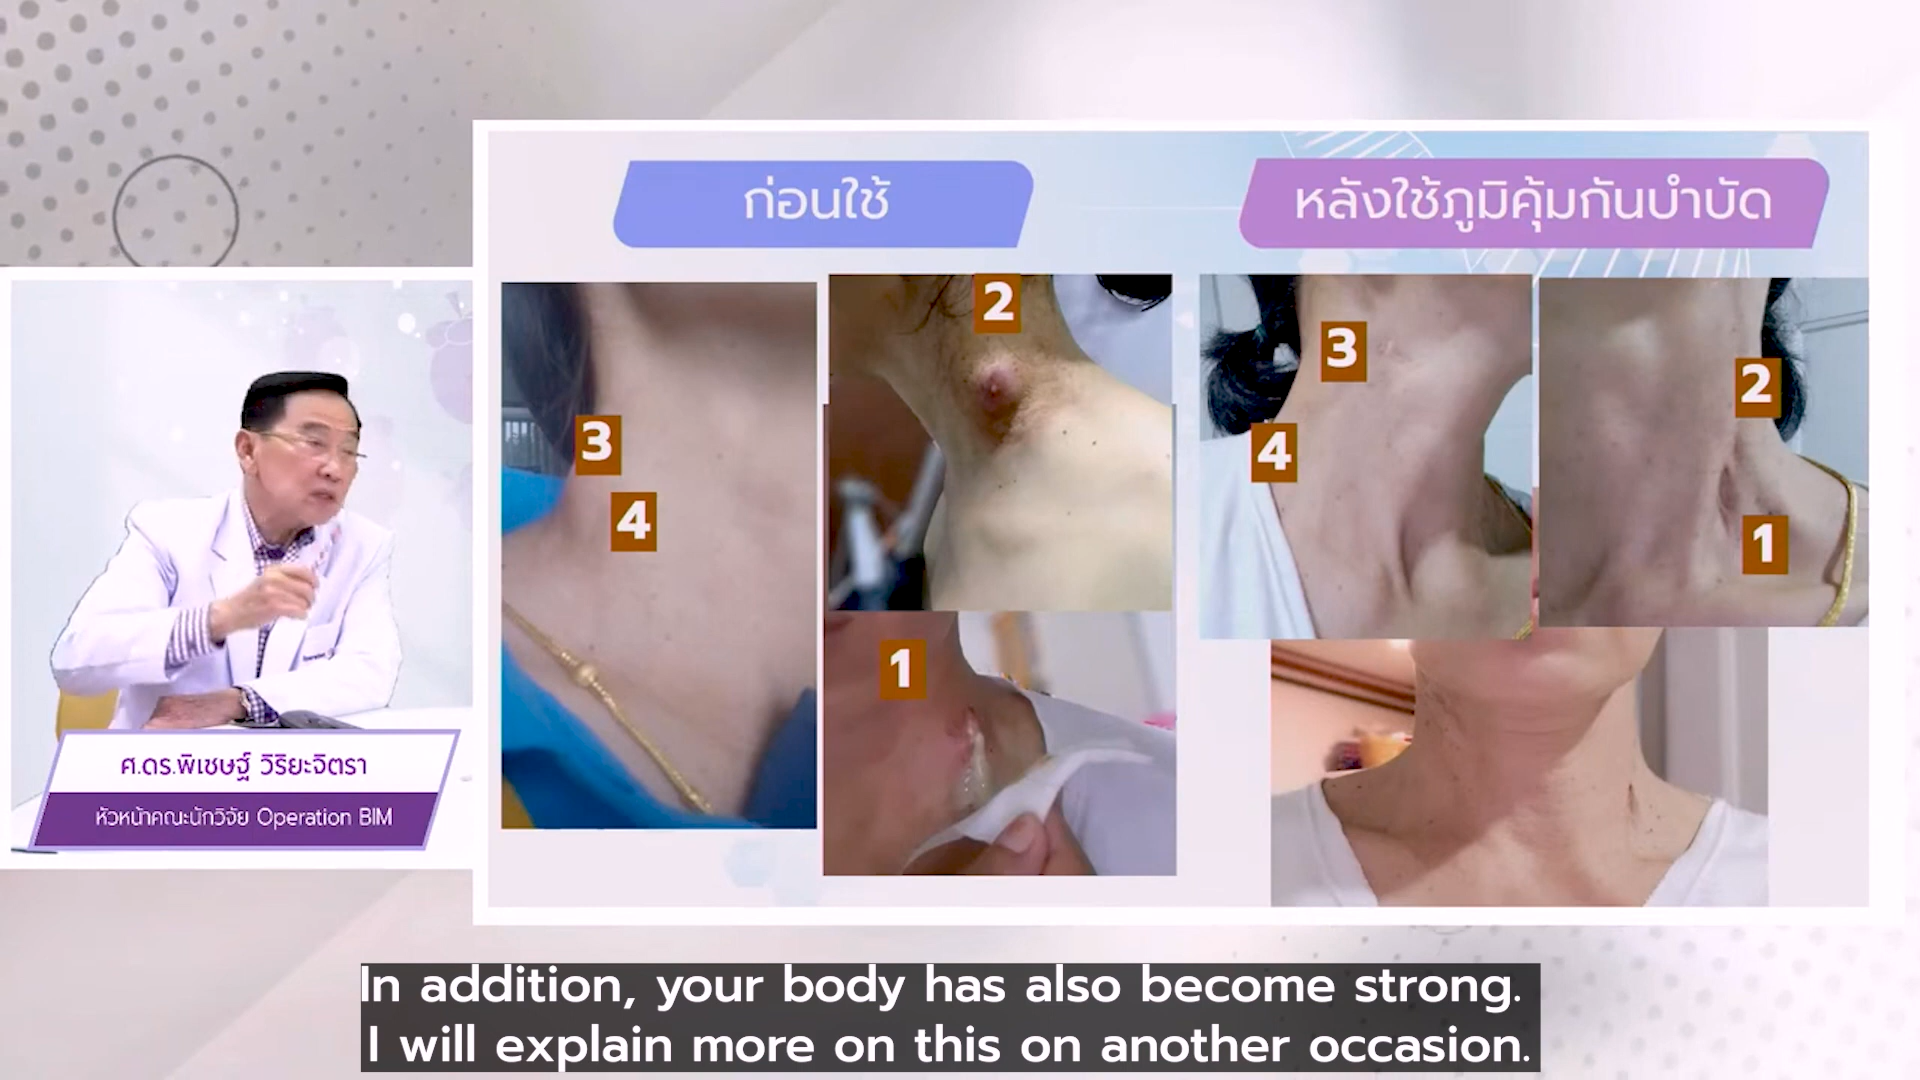 ก่อนใช้
หลังใช้ภูมิคุ้มกันบำบัด
2
3
4
1
3
4
2
1
ศ.ดร.พิเชษฐ์ วิริยะจิตรา
หัวหน้าคณะนักวิจัย Operation BIM
In addition, your body has also become strong.
I will explain more on this on another occasion.